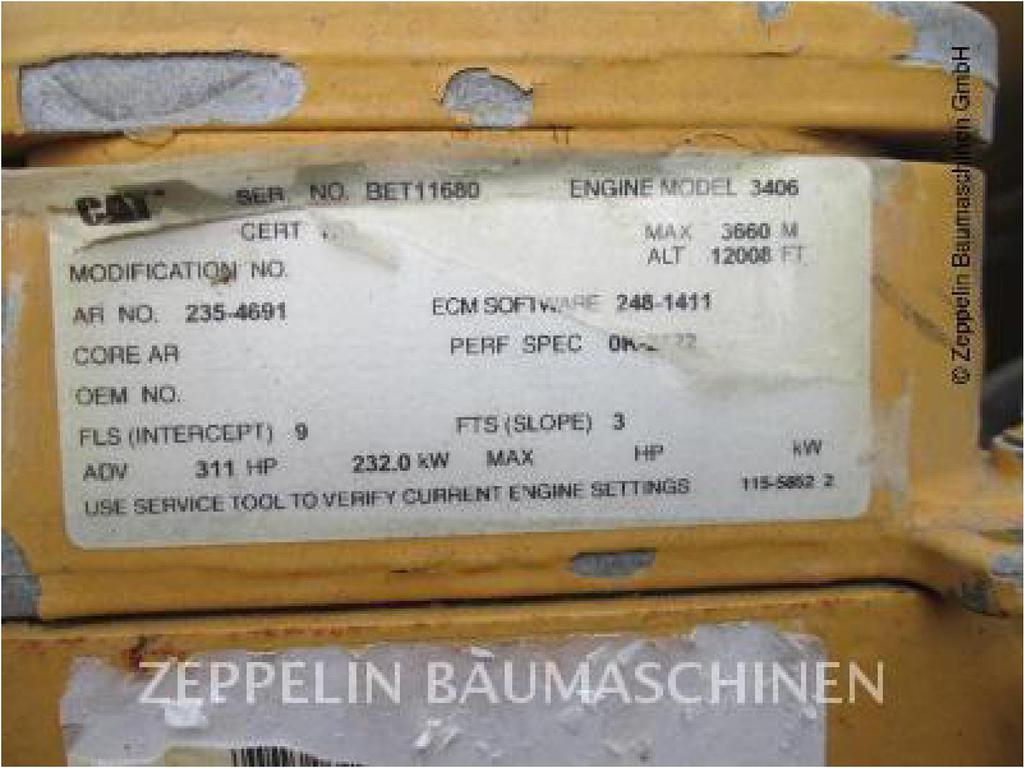 CAT SER. NO. BET11680 ENGINE MODEL 3406
CERT MAX 3660 M
ALT 12008 FT
MODIFICATION NO.
AR NO. 235-4691 ECM SOFTWARE 248-1411
CORE AR PERF SPEC
OEM NO.
FLS (INTERCEPT) 9 FTS (SLOPE) 3
ADV 311 HP 232.0 kW MAX HP kW
USE SERVICE TOOL TO VERIFY CURRENT ENGINE SETTINGS 115-5852 2
ZEPPELIN BAUMASCHINEN
© Zeppelin Baumaschinen GmbH